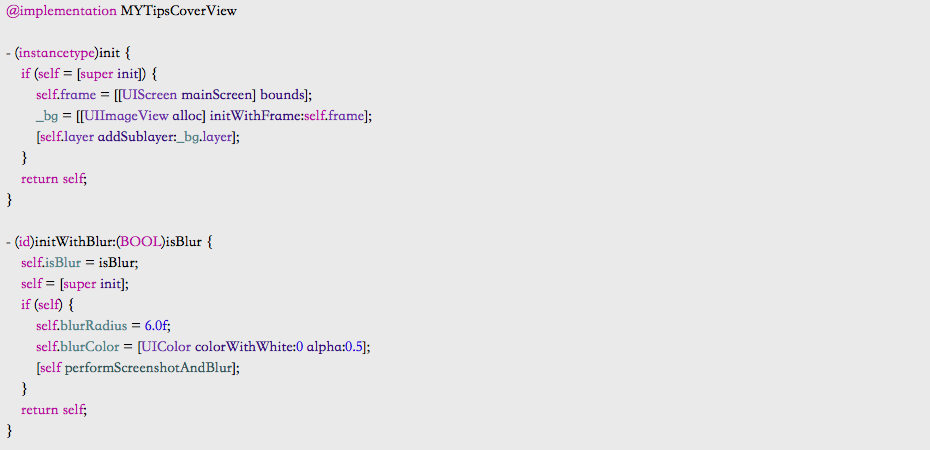 @implementation MYTipsCoverView
- (instancetype)init {
if (self = [super init]) {
self.frame = [[UIScreen mainScreen] bounds];
_bg = [[UIImageView alloc] initWithFrame:self.frame];
[self.layer addSublayer:_bg.layer];
}
return self;
}
- (id)initWithBlur:(BOOL)isBlur {
self.isBlur = isBlur;
self = [super init];
if (self) {
self.blurRadius = 6.0f;
self.blurColor = [UIColor colorWithWhite:0 alpha:0.5];
[self performScreenshotAndBlur];
}
return self;
}